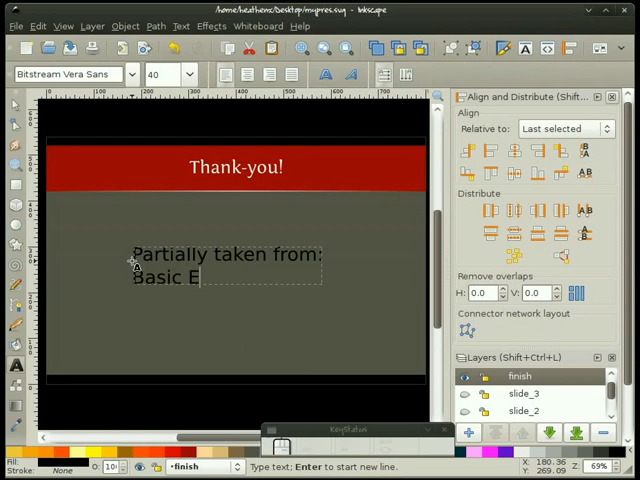 /home/heathenx/Desktop/mypres.svg - Inkscape
File Edit View Layer Object Path Text Effects Whiteboard Help
Bitstream Vera Sans 40
Thank-you!
Partially taken from:
Basic E
Align and Distribute (Shift...
Align
Relative to: Last selected
Distribute
Remove overlaps
H: 0.0 V: 0.0
Connector network layout
Layers (Shift+Ctrl+L)
finish
slide_3
slide_2
KeyStatus
Fill:
Stroke: None
O: 10
•finish
Type text; Enter to start new line.
X: 180.36
Y: 269.09
Z: 69%